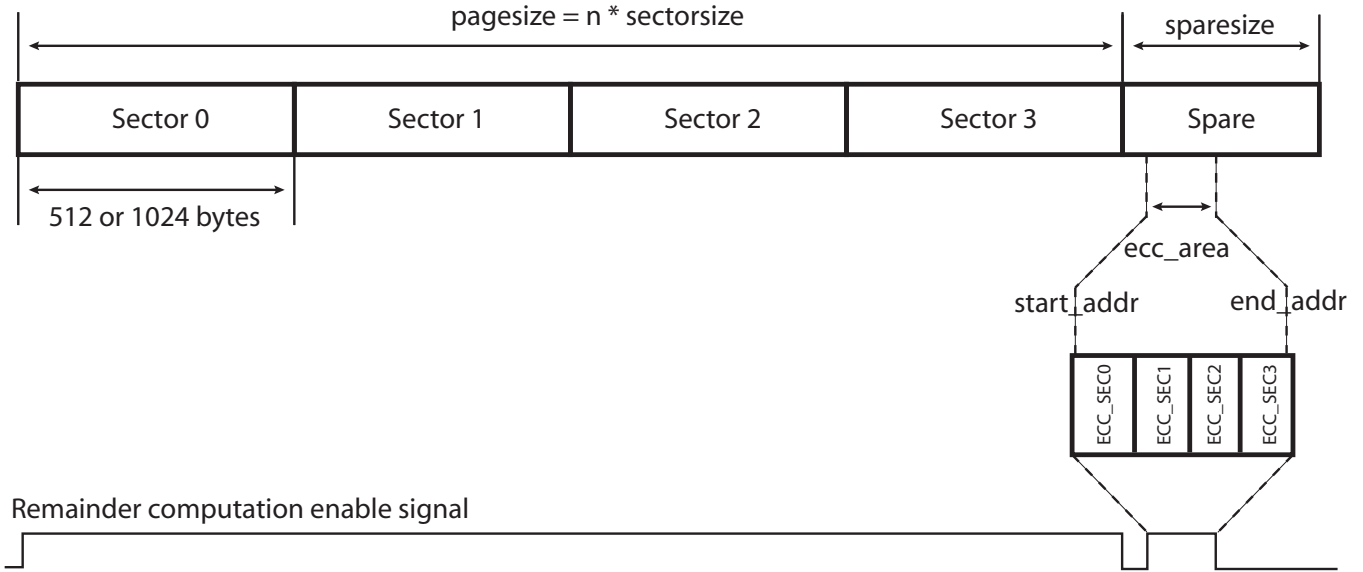 pagesize = n * sectorsize
sparesize
Sector 0
Sector 1
Sector 2
Sector 3
Spare
512 or 1024 bytes
ecc_area
start_addr
end_addr
ECC_SEC0
ECC_SEC1
ECC_SEC2
ECC_SEC3
Remainder computation enable signal